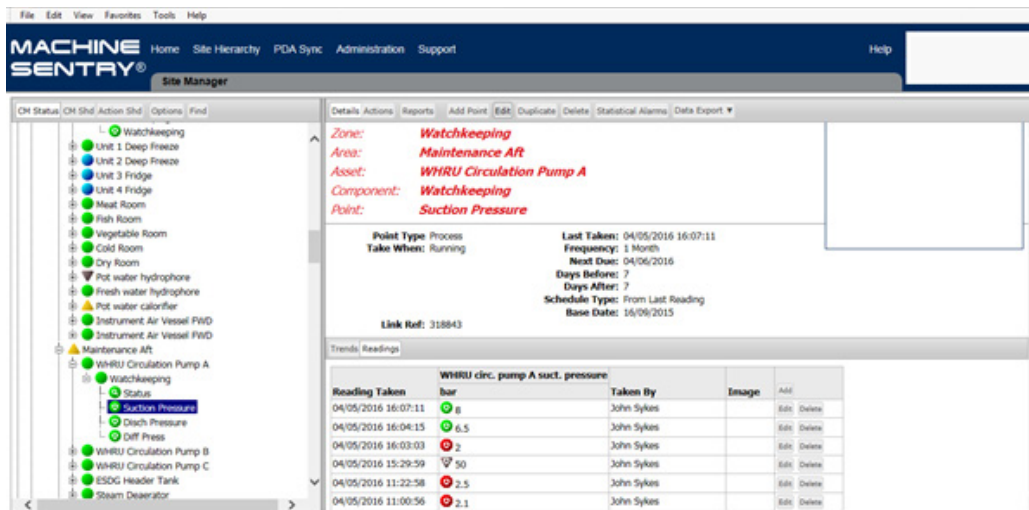 File Edit View Favorites Tools Help
MACHINE SENTRY®
Home Site Hierarchy PDA Sync Administration Support Help
Site Manager
CM Status CM Shd Action Shd Options Find
Watchkeeping
Unit 1 Deep Freeze
Unit 2 Deep Freeze
Unit 3 Fridge
Unit 4 Fridge
Meat Room
Fish Room
Vegetable Room
Cold Room
Dry Room
Pot water hydrophore
Fresh water hydrophore
Pot water calorifier
Instrument Air Vessel FWD
Instrument Air Vessel FWD
Maintenance Aft
WHRU Circulation Pump A
Watchkeeping
Status
Suction Pressure
Disch Pressure
Diff Press
WHRU Circulation Pump B
WHRU Circulation Pump C
ESDG Header Tank
Steam Deaerator
Details Actions Reports Add Point Edit Duplicate Delete Statistical Alarms Data Export ▼
Zone: Watchkeeping
Area: Maintenance Aft
Asset: WHRU Circulation Pump A
Component: Watchkeeping
Point: Suction Pressure
Point Type Process
Take When: Running
Link Ref: 318843
Last Taken: 04/05/2016 16:07:11
Frequency: 1 Month
Next Due: 04/06/2016
Days Before: 7
Days After: 7
Schedule Type: From Last Reading
Base Date: 16/09/2015
Trends Readings
WHRU circ. pump A suct. pressure
Reading Taken bar Taken By Image Add
04/05/2016 16:07:11 8 John Sykes Edit Delete
04/05/2016 16:04:15 6.5 John Sykes Edit Delete
04/05/2016 16:03:03 2 John Sykes Edit Delete
04/05/2016 15:29:59 50 John Sykes Edit Delete
04/05/2016 11:22:58 2.5 John Sykes Edit Delete
04/05/2016 11:00:56 2.1 John Sykes Edit Delete